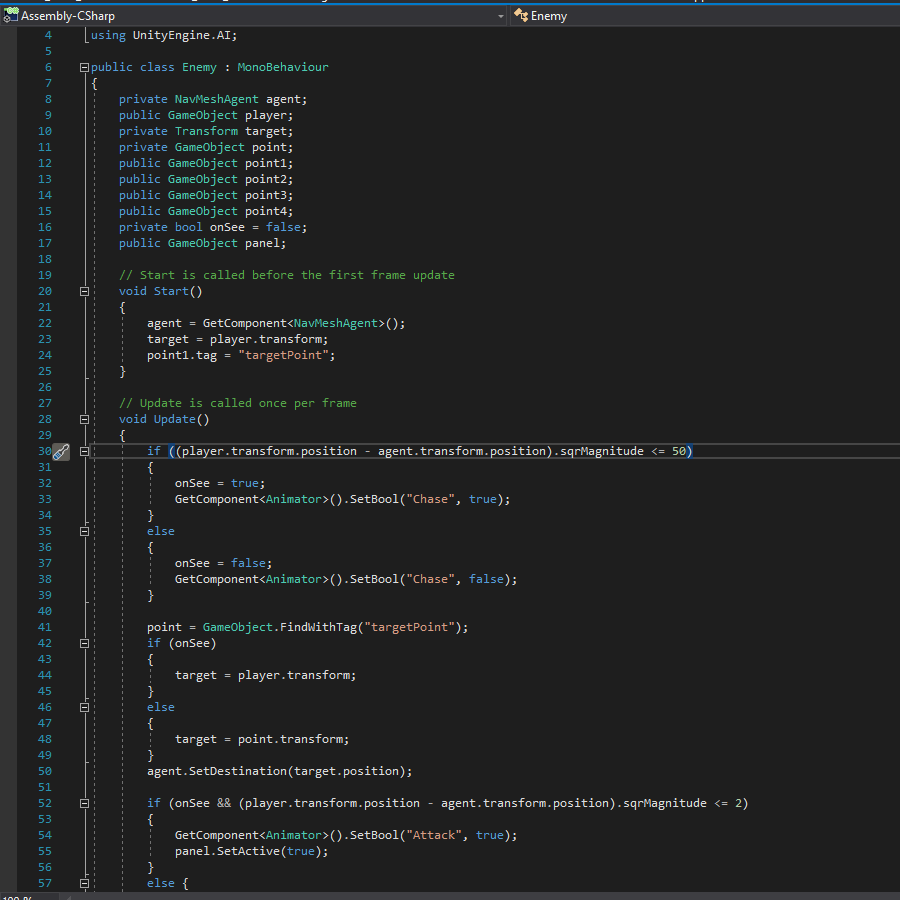 Assembly-CSharp Enemy
4 using UnityEngine.AI;
5
6 public class Enemy : MonoBehaviour
7 {
8 private NavMeshAgent agent;
9 public GameObject player;
10 private Transform target;
11 private GameObject point;
12 public GameObject point1;
13 public GameObject point2;
14 public GameObject point3;
15 public GameObject point4;
16 private bool onSee = false;
17 public GameObject panel;
18
19 // Start is called before the first frame update
20 void Start()
21 {
22 agent = GetComponent<NavMeshAgent>();
23 target = player.transform;
24 point1.tag = "targetPoint";
25 }
26
27 // Update is called once per frame
28 void Update()
29 {
30 if ((player.transform.position - agent.transform.position).sqrMagnitude <= 50)
31 {
32 onSee = true;
33 GetComponent<Animator>().SetBool("Chase", true);
34 }
35 else
36 {
37 onSee = false;
38 GetComponent<Animator>().SetBool("Chase", false);
39 }
40
41 point = GameObject.FindWithTag("targetPoint");
42 if (onSee)
43 {
44 target = player.transform;
45 }
46 else
47 {
48 target = point.transform;
49 }
50 agent.SetDestination(target.position);
51
52 if (onSee && (player.transform.position - agent.transform.position).sqrMagnitude <= 2)
53 {
54 GetComponent<Animator>().SetBool("Attack", true);
55 panel.SetActive(true);
56 }
57 else {